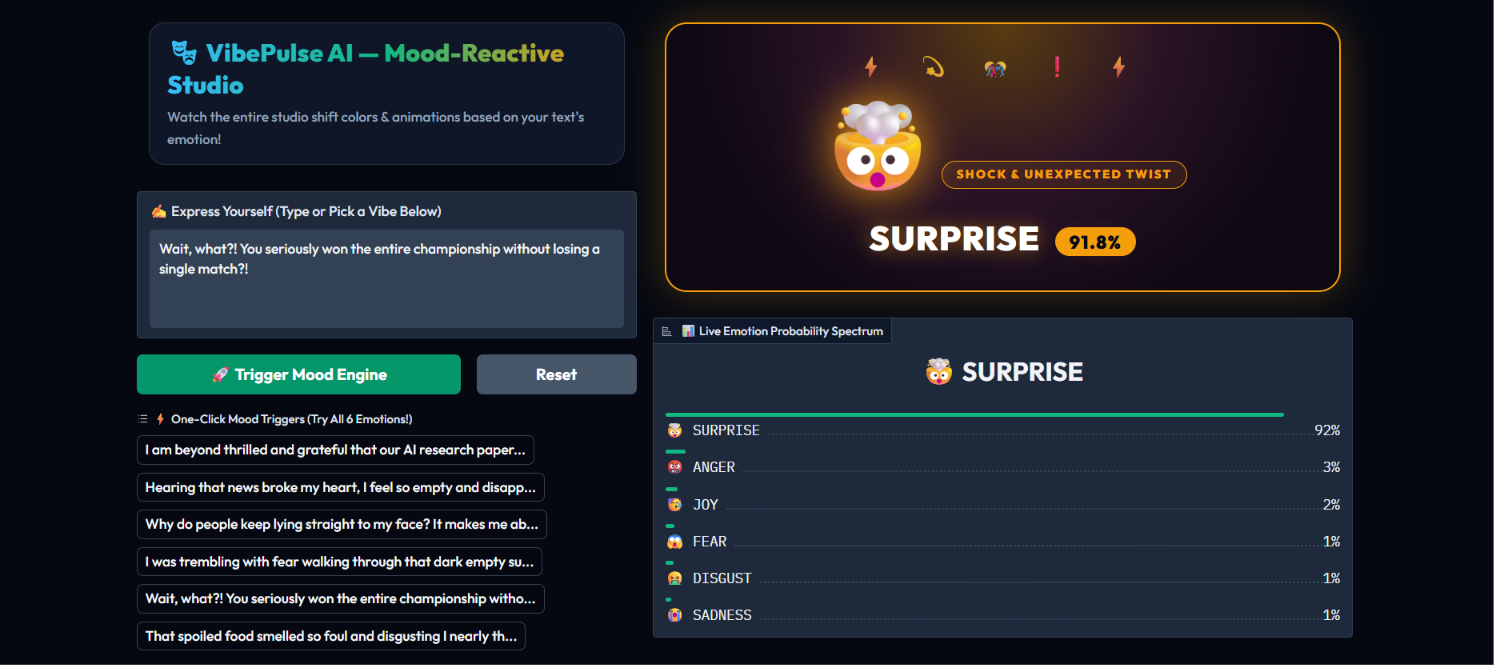 🎭 VibePulse AI — Mood-Reactive
Studio
Watch the entire studio shift colors & animations based on your text's
emotion!
✍️ Express Yourself (Type or Pick a Vibe Below)
Wait, what?! You seriously won the entire championship without losing a
single match?!
🚀 Trigger Mood Engine
Reset
⚡ One-Click Mood Triggers (Try All 6 Emotions!)
I am beyond thrilled and grateful that our AI research paper...
Hearing that news broke my heart, I feel so empty and disapp...
Why do people keep lying straight to my face? It makes me ab...
I was trembling with fear walking through that dark empty su...
Wait, what?! You seriously won the entire championship witho...
That spoiled food smelled so foul and disgusting I nearly th...
SHOCK & UNEXPECTED TWIST
SURPRISE 91.8%
📊 Live Emotion Probability Spectrum
🤯 SURPRISE
🤯 SURPRISE 92%
😡 ANGER 3%
JOY 2%
😱 FEAR 1%
🤮 DISGUST 1%
😭 SADNESS 1%